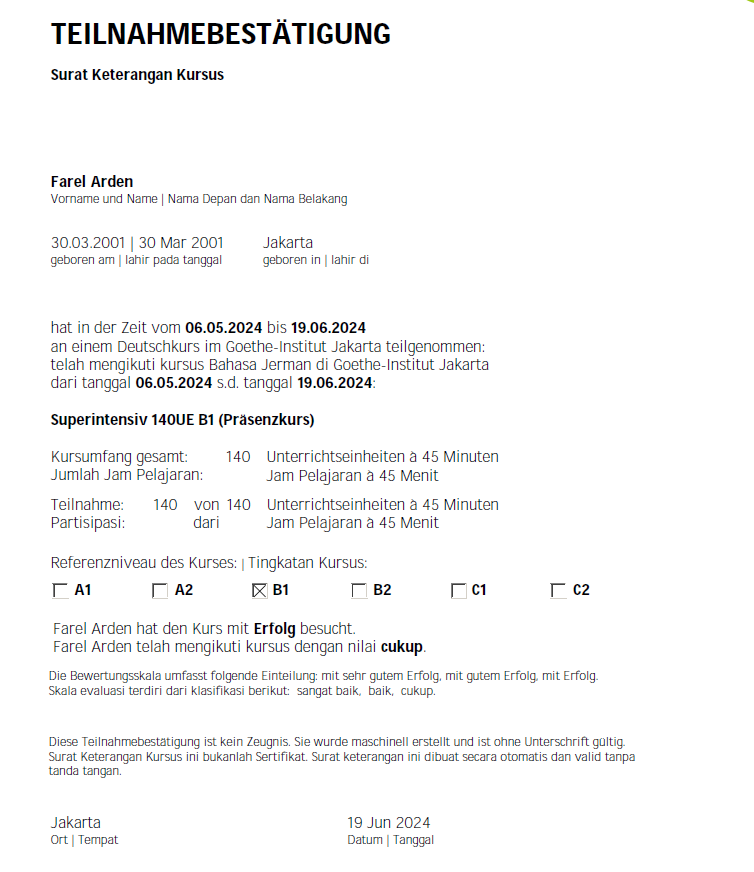 TEILNAHMEBESTÄTIGUNG
Surat Keterangan Kursus
Farel Arden
Vorname und Name | Nama Depan dan Nama Belakang
30.03.2001 | 30 Mar 2001 Jakarta
geboren am | lahir pada tanggal geboren in | lahir di
hat in der Zeit vom 06.05.2024 bis 19.06.2024
an einem Deutschkurs im Goethe-Institut Jakarta teilgenommen:
telah mengikuti kursus Bahasa Jerman di Goethe-Institut Jakarta
dari tanggal 06.05.2024 s.d. tanggal 19.06.2024:
Superintensiv 140UE B1 (Präsenzkurs)
Kursumfang gesamt: 140 Unterrichtseinheiten à 45 Minuten
Jumlah Jam Pelajaran: Jam Pelajaran à 45 Menit
Teilnahme: 140 von 140 Unterrichtseinheiten à 45 Minuten
Partisipasi: dari Jam Pelajaran à 45 Menit
Referenzniveau des Kurses: | Tingkatan Kursus:
☐ A1 ☐ A2 ☒ B1 ☐ B2 ☐ C1 ☐ C2
Farel Arden hat den Kurs mit Erfolg besucht.
Farel Arden telah mengikuti kursus dengan nilai cukup.
Die Bewertungsskala umfasst folgende Einteilung: mit sehr gutem Erfolg, mit gutem Erfolg, mit Erfolg.
Skala evaluasi terdiri dari klasifikasi berikut: sangat baik, baik, cukup.
Diese Teilnahmebestätigung ist kein Zeugnis. Sie wurde maschinell erstellt und ist ohne Unterschrift gültig.
Surat Keterangan Kursus ini bukanlah Sertifikat. Surat keterangan ini dibuat secara otomatis dan valid tanpa
tanda tangan.
Jakarta 19 Jun 2024
Ort | Tempat Datum | Tanggal